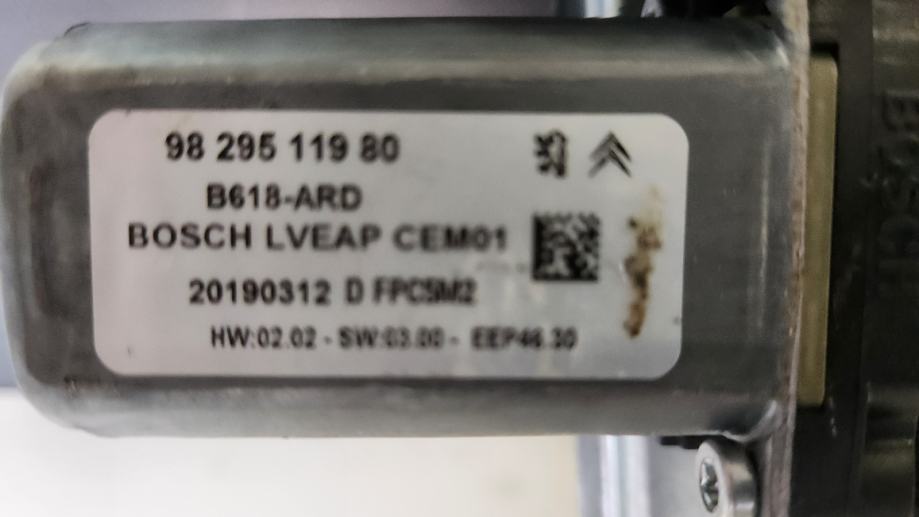 98 295 119 80
B618-ARD
BOSCH LVEAP CEM01
20190312 D FPC5M2
HW:02.02 - SW:03.00 - EEP46.30
BOSCH